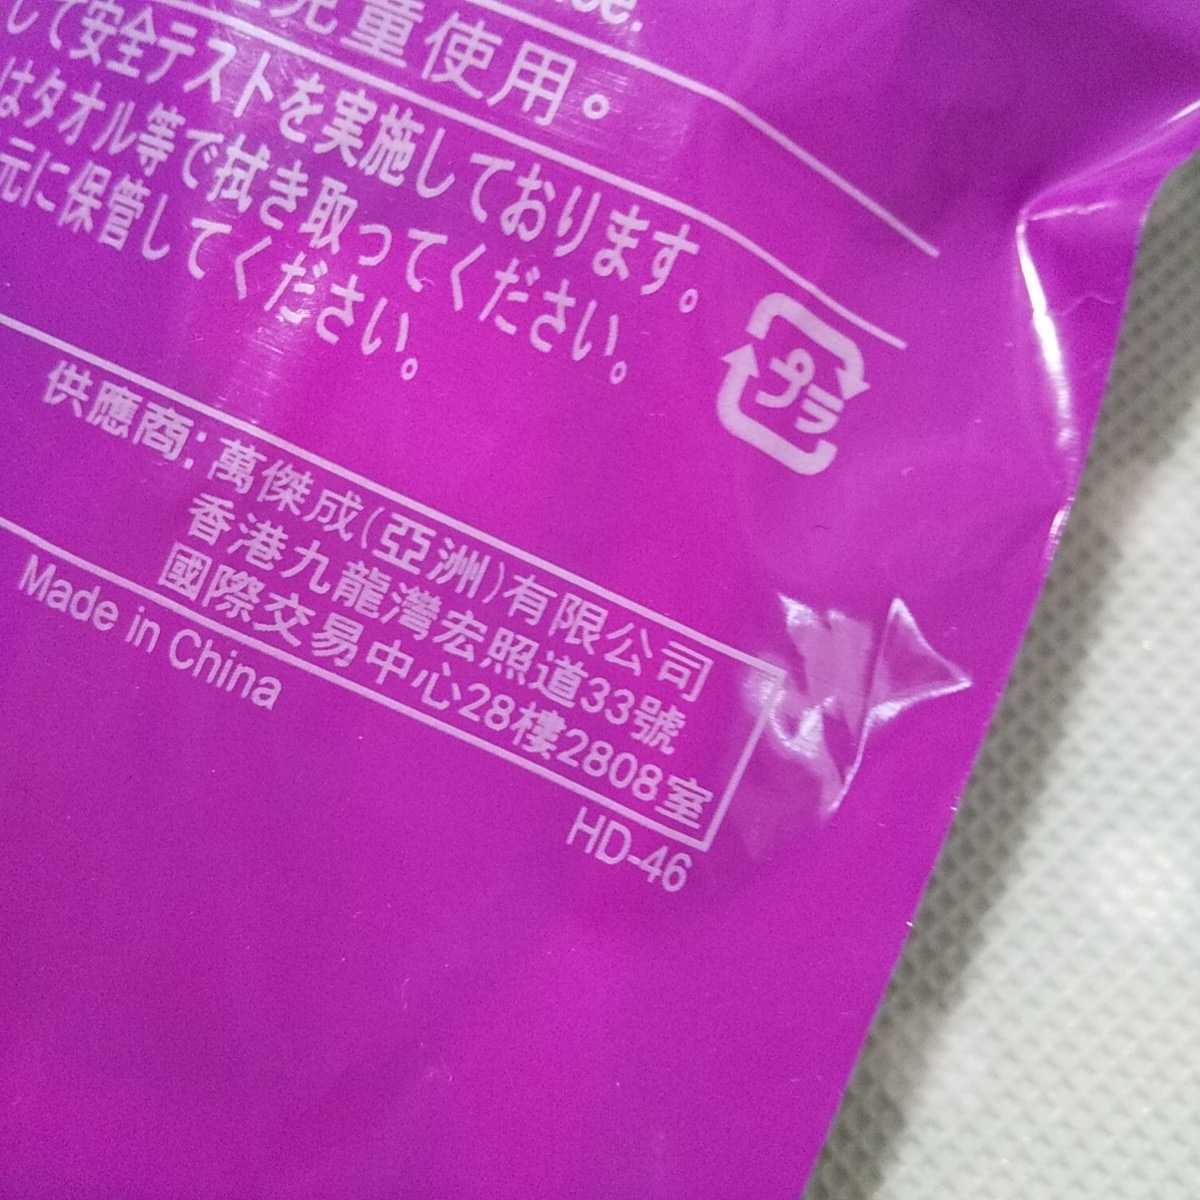 児童使用。
して安全テストを実施しております。
はタオル等で拭き取ってください。
元に保管してください。
プラ
供應商:萬傑成(亞洲)有限公司
香港九龍灣宏照道33號
國際交易中心28樓2808室
Made in China
HD-46